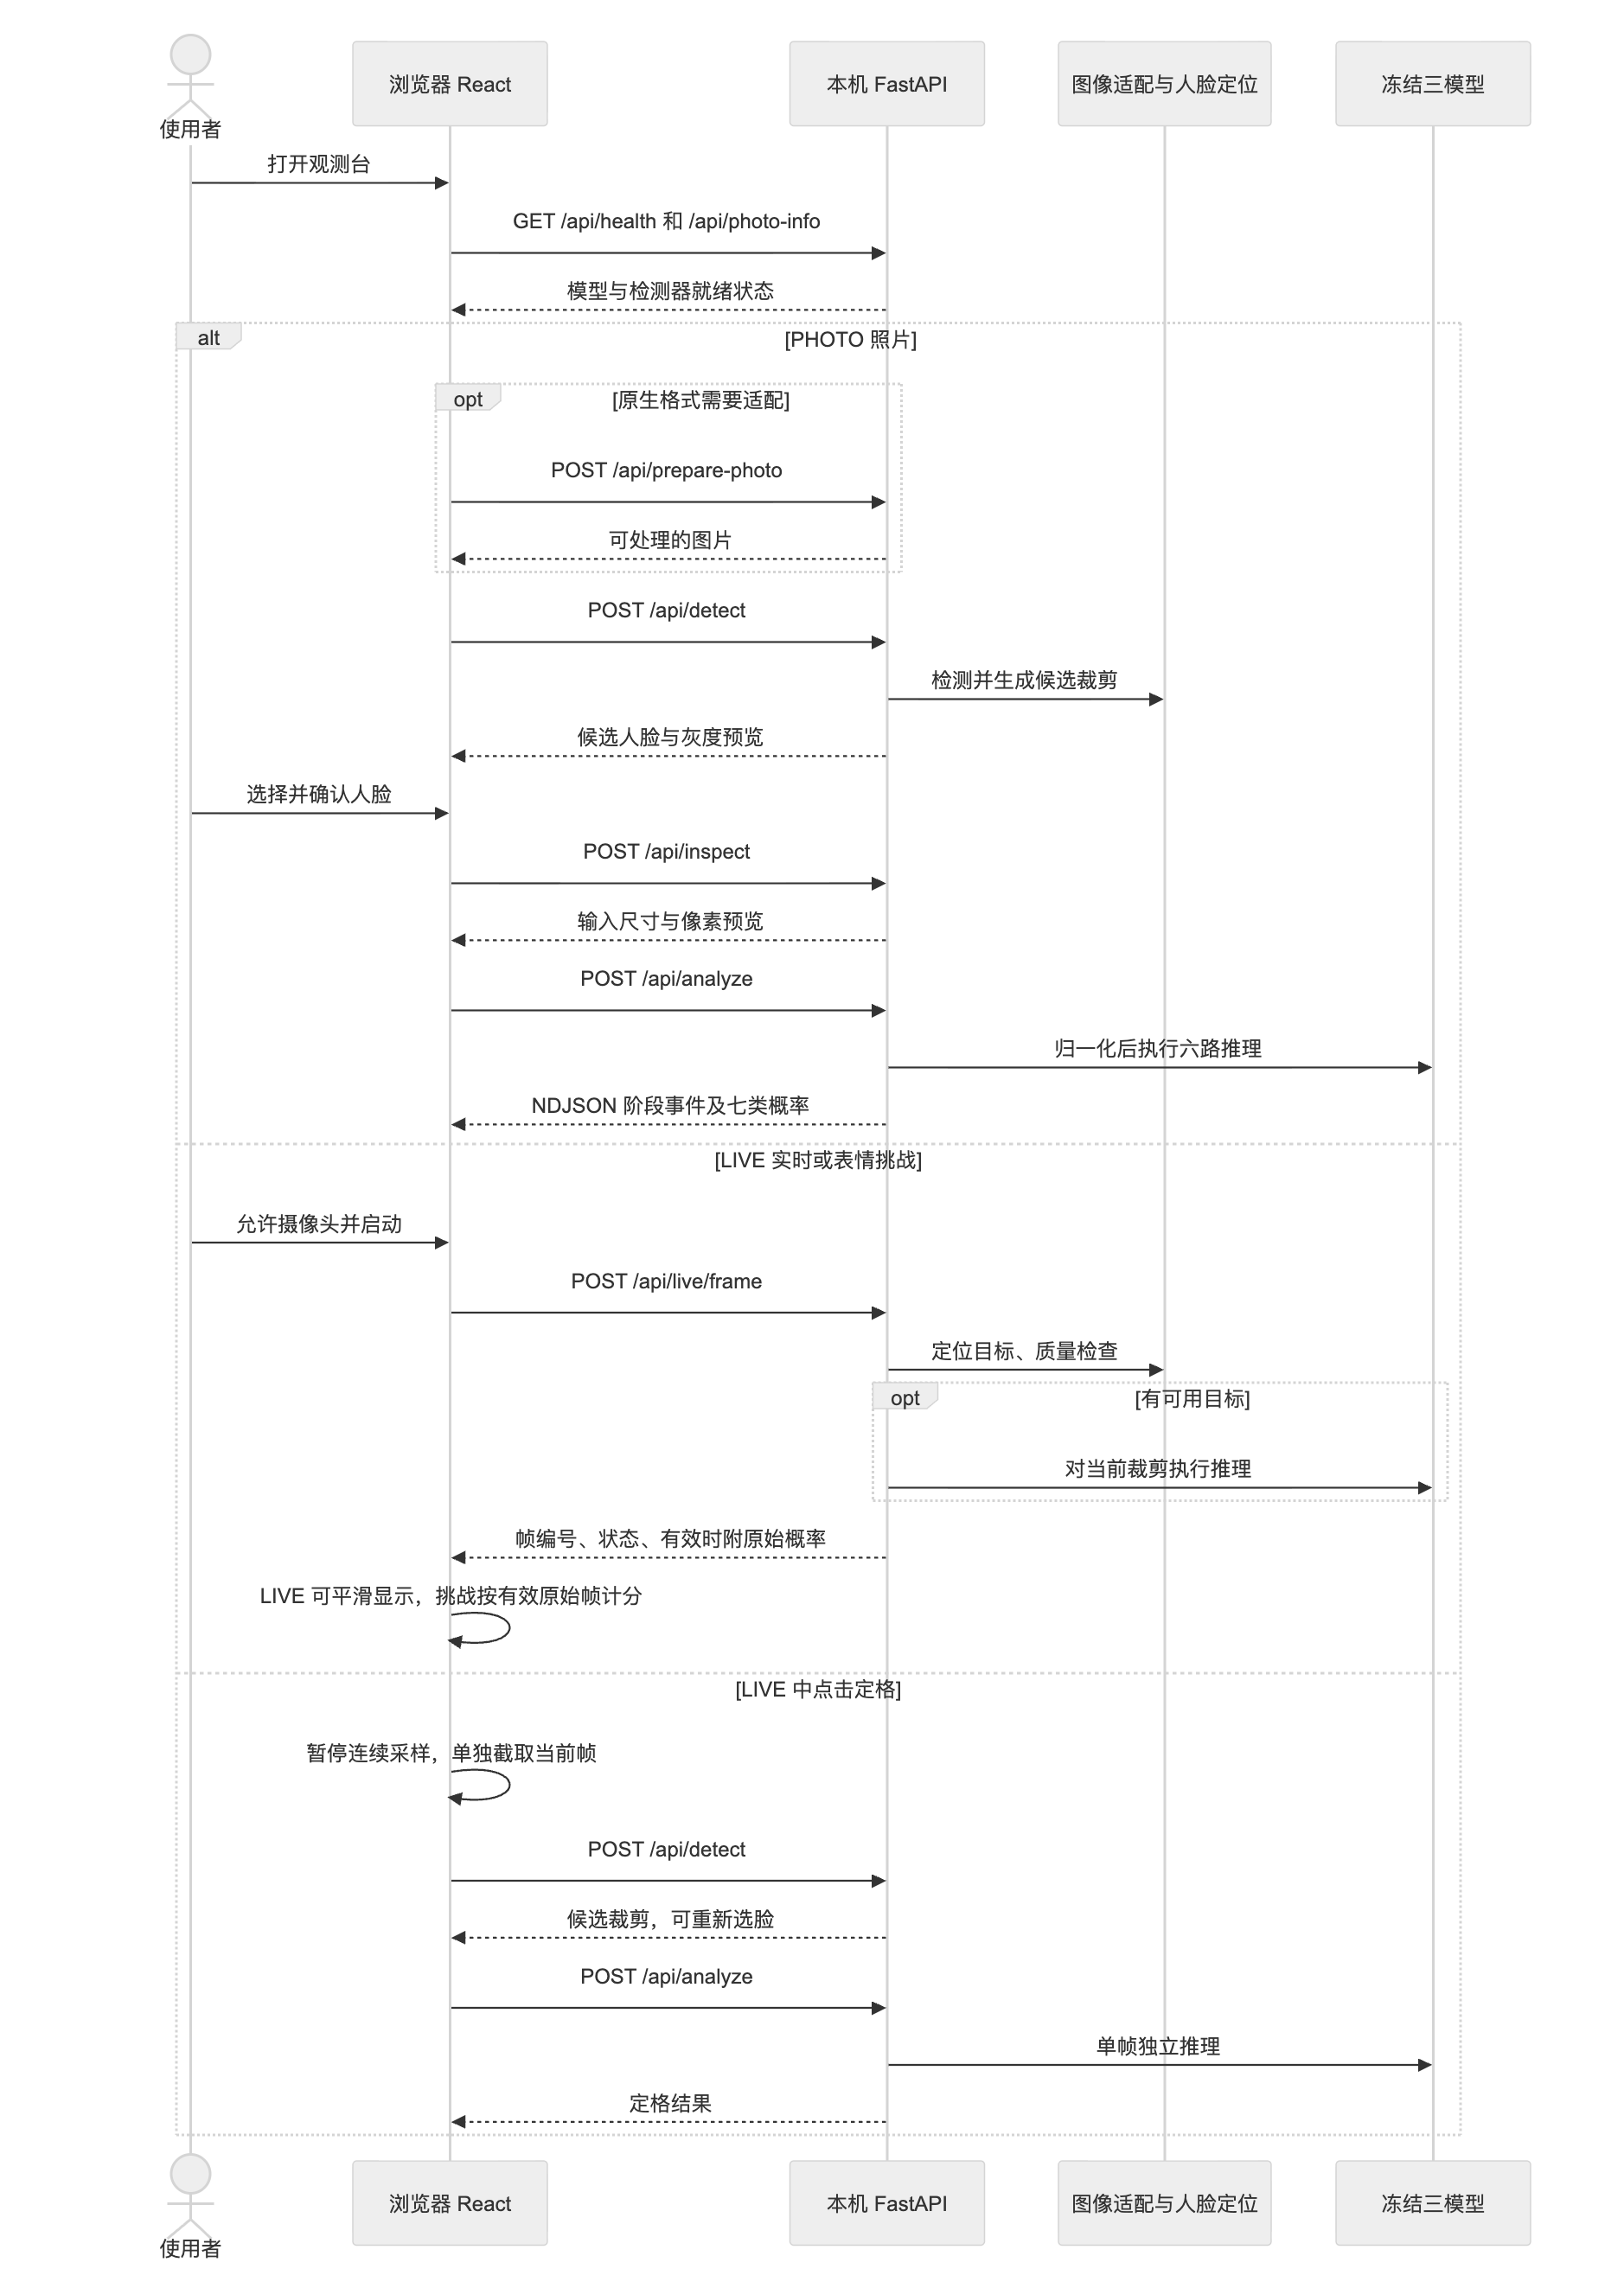 使用者
浏览器 React
本机 FastAPI
图像适配与人脸定位
冻结三模型
打开观测台
GET /api/health 和 /api/photo-info
模型与检测器就绪状态
alt
[PHOTO 照片]
opt
[原生格式需要适配]
POST /api/prepare-photo
可处理的图片
POST /api/detect
检测并生成候选裁剪
候选人脸与灰度预览
选择并确认人脸
POST /api/inspect
输入尺寸与像素预览
POST /api/analyze
归一化后执行六路推理
NDJSON 阶段事件及七类概率
[LIVE 实时或表情挑战]
允许摄像头并启动
POST /api/live/frame
定位目标、质量检查
opt
[有可用目标]
对当前裁剪执行推理
帧编号、状态、有效时附原始概率
LIVE 可平滑显示，挑战按有效原始帧计分
[LIVE 中点击定格]
暂停连续采样，单独截取当前帧
POST /api/detect
候选裁剪，可重新选脸
POST /api/analyze
单帧独立推理
定格结果
使用者
浏览器 React
本机 FastAPI
图像适配与人脸定位
冻结三模型